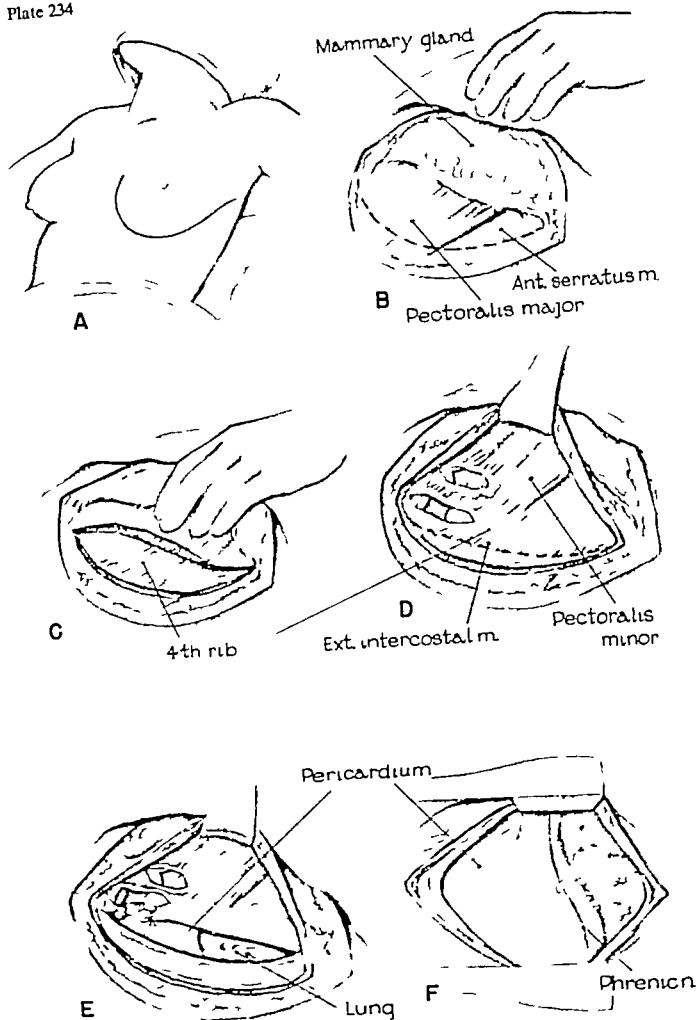 Plate 234
Mammary gland
A
B
Ant. serratus m.
Pectoralis major
C
4th rib
D
Ext. intercostal m.
Pectoralis
minor
Pericardium
E
Lung
F
Phrenic n.